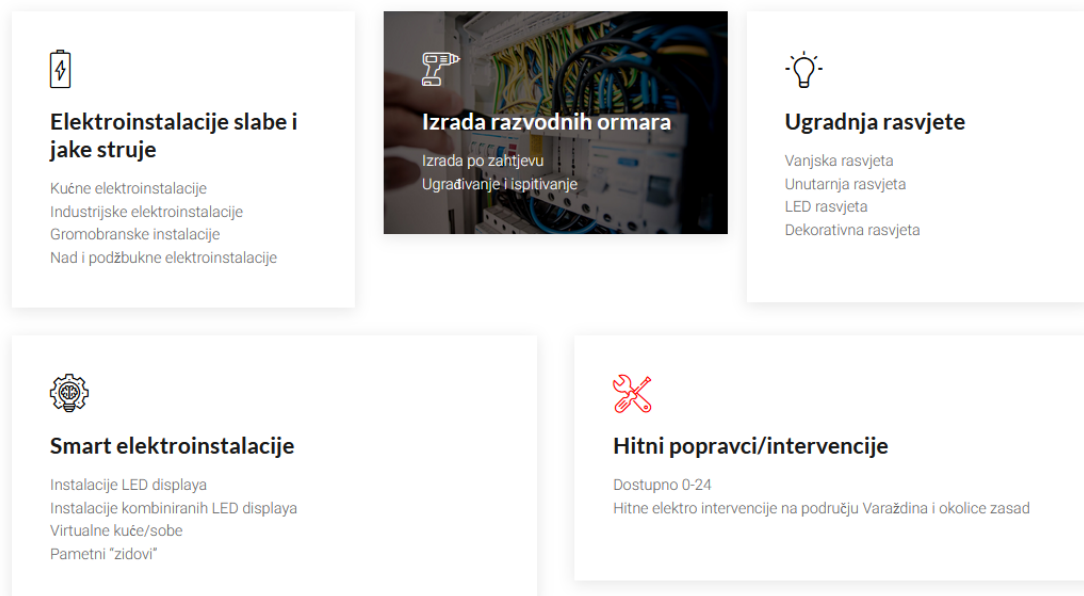 Elektroinstalacije slabe i
jake struje
Kućne elektroinstalacije
Industrijske elektroinstalacije
Gromobranske instalacije
Nad i podžbukne elektroinstalacije
Izrada razvodnih ormara
Izrada po zahtjevu
Ugrađivanje i ispitivanje
Ugradnja rasvjete
Vanjska rasvjeta
Unutarnja rasvjeta
LED rasvjeta
Dekorativna rasvjeta
Smart elektroinstalacije
Instalacije LED displaya
Instalacije kombiniranih LED displaya
Virtualne kuće/sobe
Pametni “zidovi”
Hitni popravci/intervencije
Dostupno 0-24
Hitne elektro intervencije na području Varaždina i okolice zasad